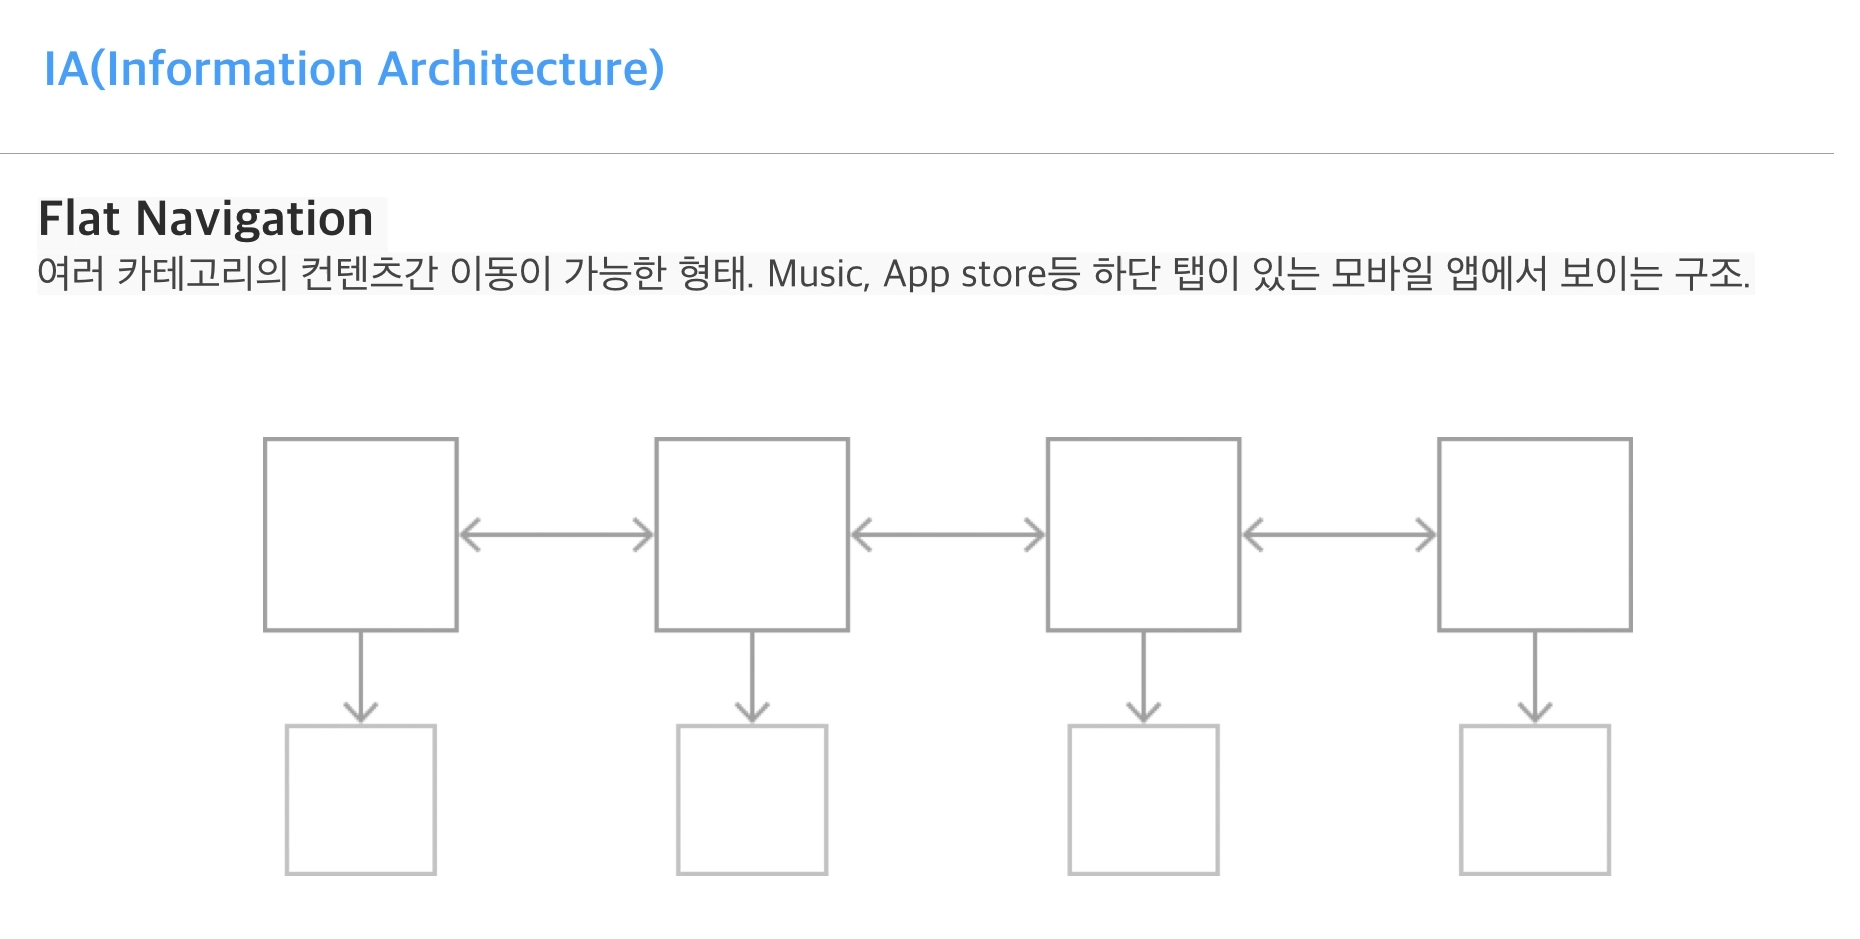 IA(Information Architecture)
Flat Navigation
여러 카테고리의 컨텐츠간 이동이 가능한 형태. Music, App store등 하단 탭이 있는 모바일 앱에서 보이는 구조.